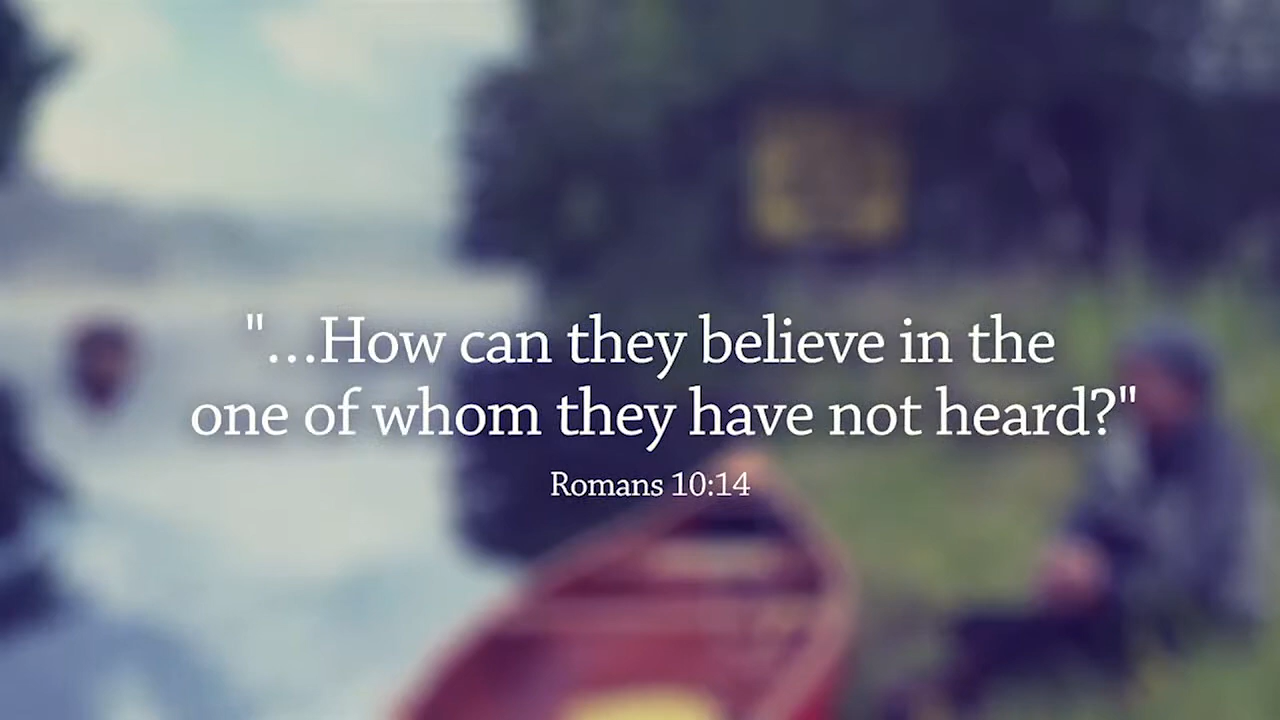 "...How can they believe in the
one of whom they have not heard?"
Romans 10:14